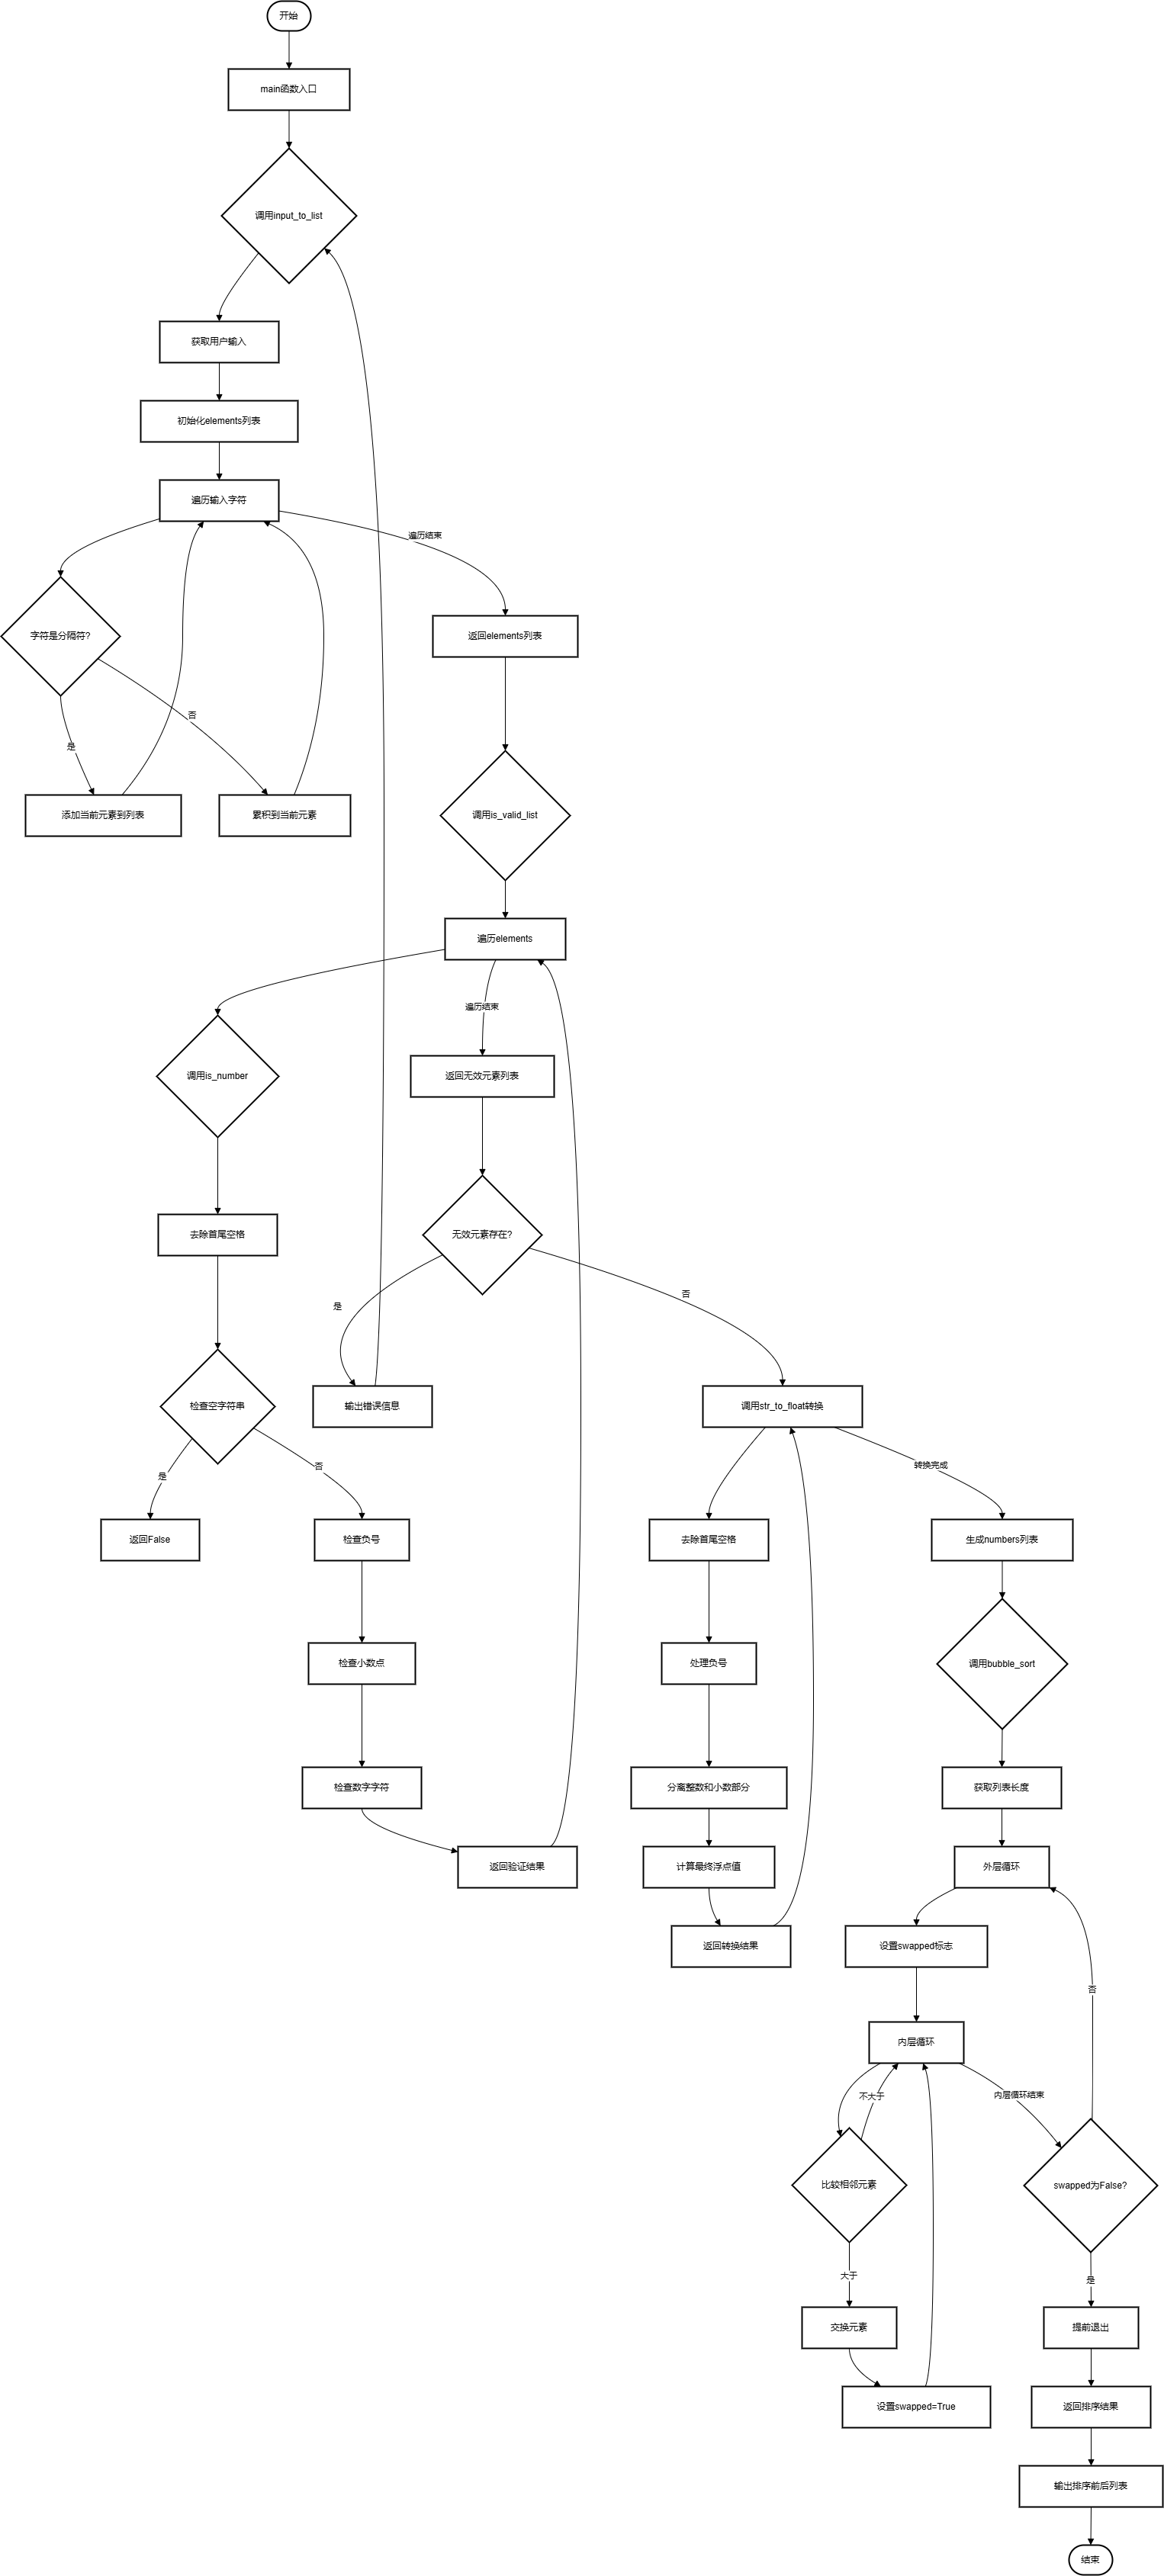 开始
main函数入口
调用input_to_list
获取用户输入
初始化elements列表
遍历输入字符
遍历结束
字符是分隔符?
返回elements列表
否
是
添加当前元素到列表
累积到当前元素
调用is_valid_list
遍历elements
遍历结束
调用is_number
返回无效元素列表
去除首尾空格
无效元素存在?
否
是
检查空字符串
输出错误信息
调用str_to_float转换
转换完成
否
是
返回False
检查负号
去除首尾空格
生成numbers列表
检查小数点
处理负号
调用bubble_sort
检查数字字符
分离整数和小数部分
获取列表长度
返回验证结果
计算最终浮点值
外层循环
返回转换结果
设置swapped标志
否
内层循环
不大于
内层循环结束
比较相邻元素
swapped为False?
大于
是
交换元素
提前退出
设置swapped=True
返回排序结果
输出排序前后列表
结束